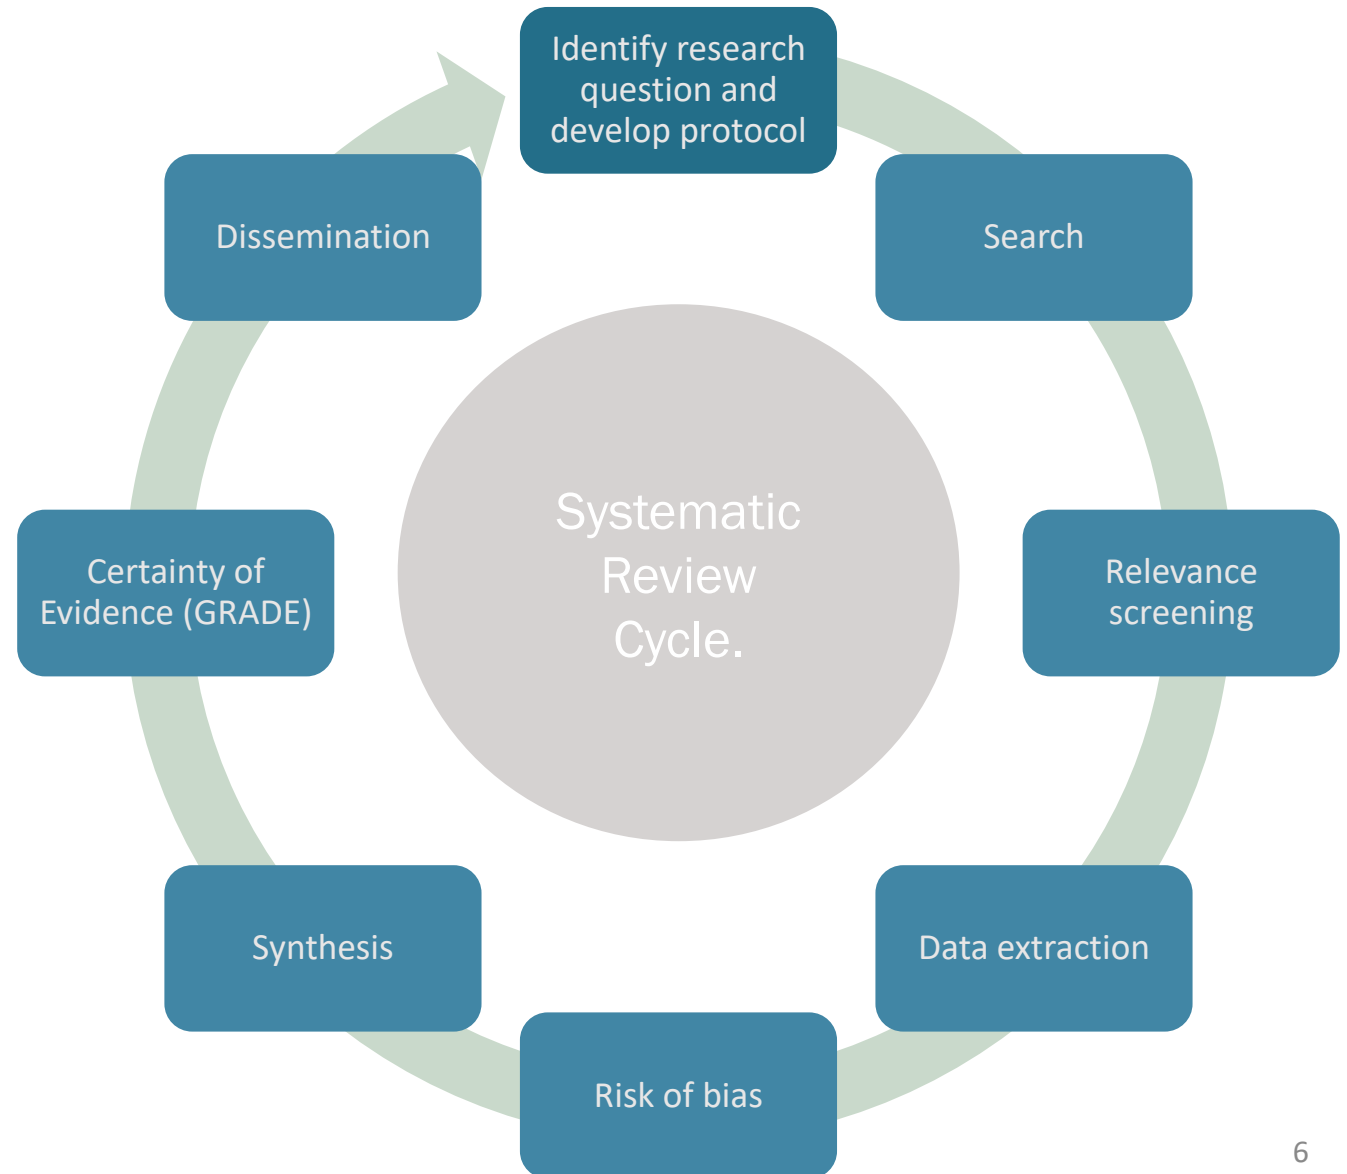 Identify research
question and
develop protocol
Search
Relevance
screening
Data extraction
Risk of bias
Synthesis
Certainty of
Evidence (GRADE)
Dissemination
Systematic
Review
Cycle.
6